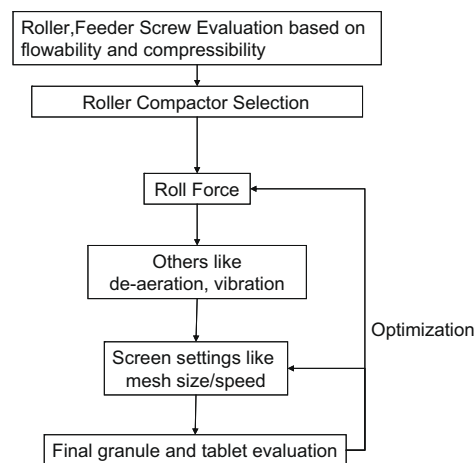 Roller,Feeder Screw Evaluation based on
flowability and compressibility
Roller Compactor Selection
Roll Force
Others like
de-aeration, vibration
Optimization
Screen settings like
mesh size/speed
Final granule and tablet evaluation